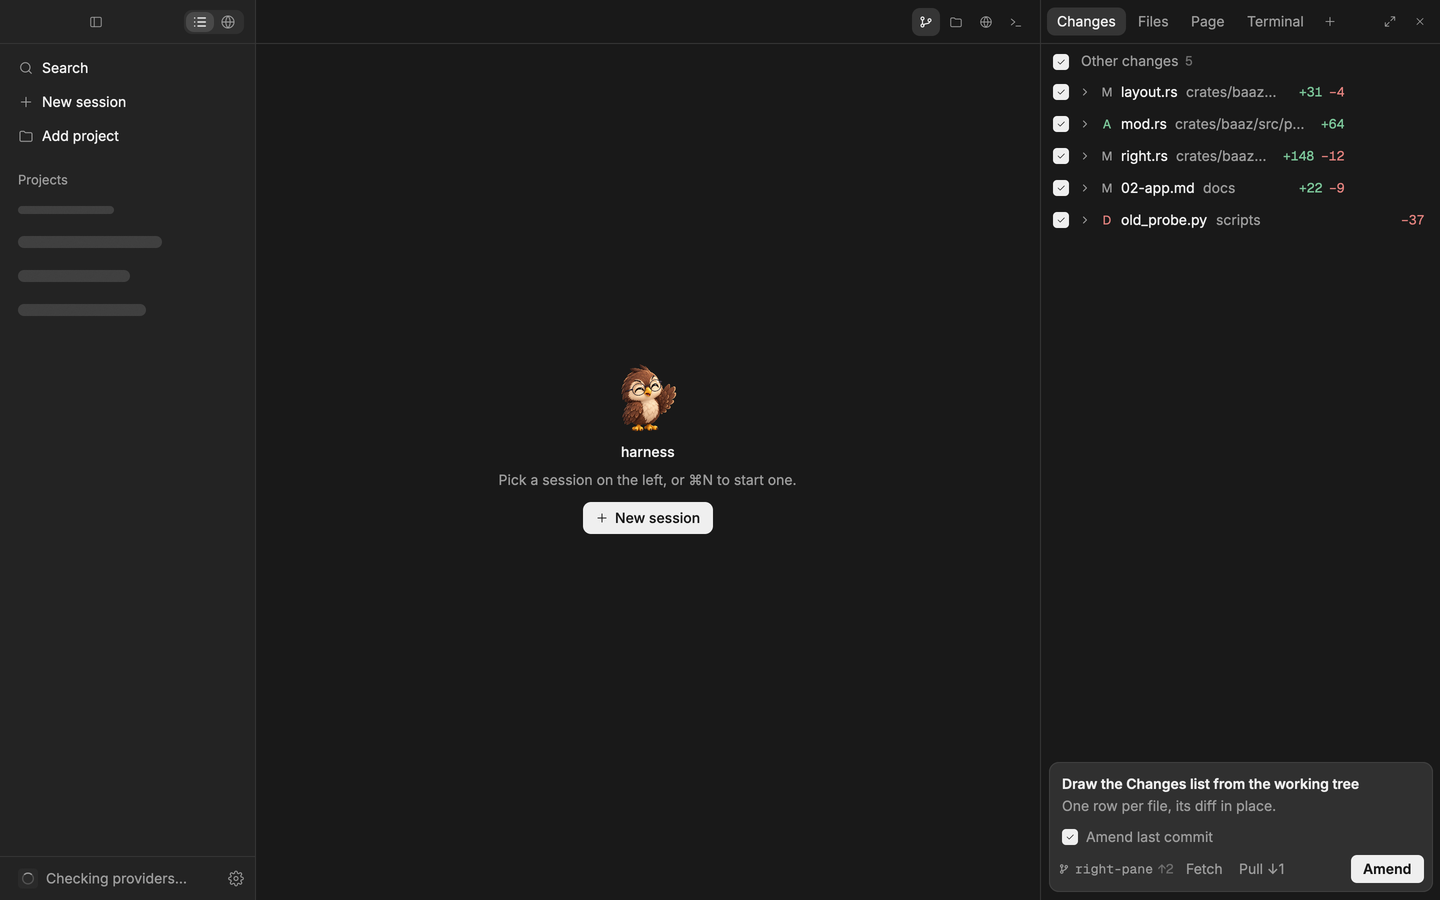 Changes
Files
Page
Terminal
Search
New session
Add project
Projects
Other changes 5
M layout.rs crates/baaz... +31 −4
A mod.rs crates/baaz/src/p... +64
M right.rs crates/baaz... +148 −12
M 02-app.md docs +22 −9
D old_probe.py scripts −37
harness
Pick a session on the left, or ⌘N to start one.
New session
Draw the Changes list from the working tree
One row per file, its diff in place.
Amend last commit
right-pane ↑2 Fetch Pull ↓1 Amend
Checking providers...